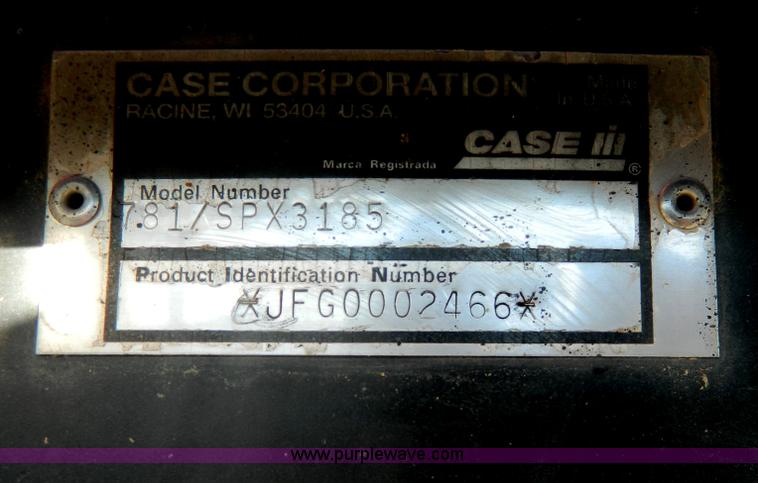 CASE CORPORATION
RACINE, WI 53404 U.S.A.
Made
In U.S.A.
CASE IH
®
Marca Registrada
Model Number
781/SPX3185
Product Identification Number
*JFG0002466*
www.purplewave.com